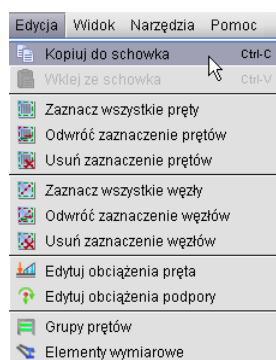 Edycja Widok Narzędzia Pomoc
Kopiuj do schowka Ctrl-C
Wklej ze schowka Ctrl-V
Zaznacz wszystkie pręty
Odwróć zaznaczenie prętów
Usuń zaznaczenie prętów
Zaznacz wszystkie węzły
Odwróć zaznaczenie węzłów
Usuń zaznaczenie węzłów
Edytuj obciążenia pręta
Edytuj obciążenia podpory
Grupy prętów
Elementy wymiarowe